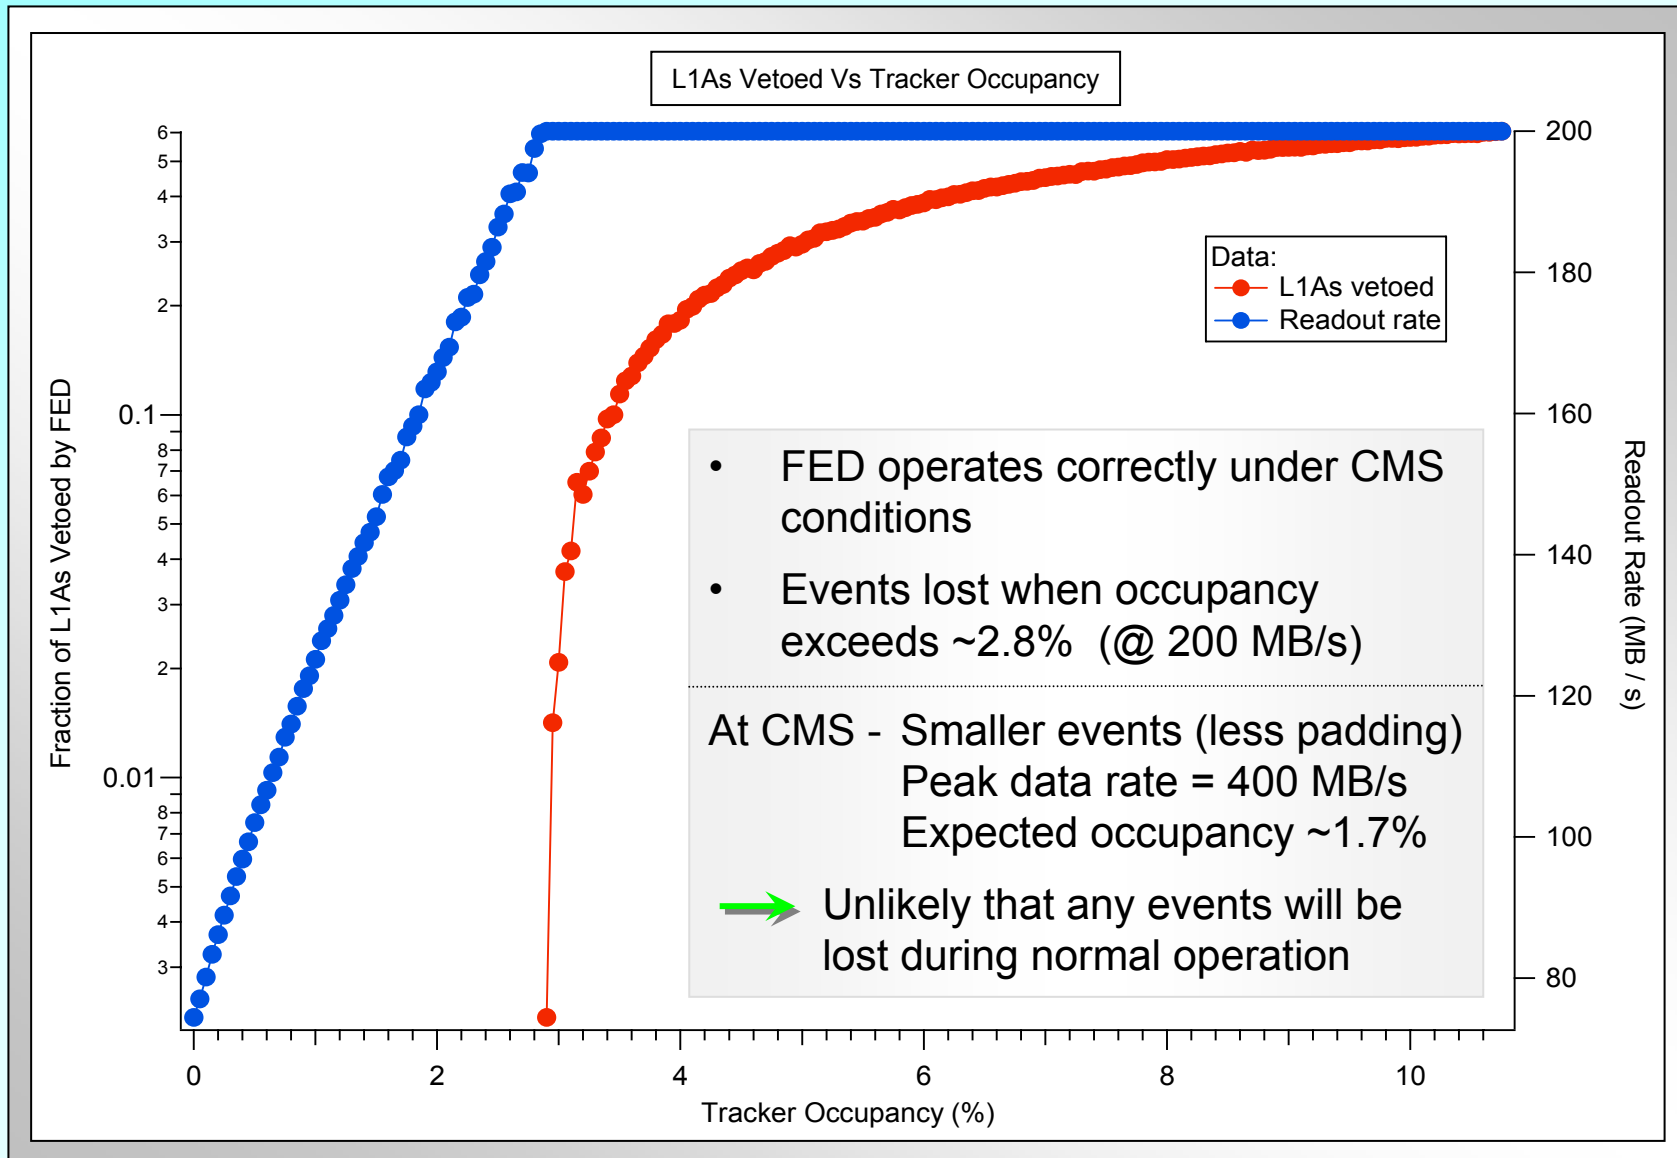 L1As Vetoed Vs Tracker Occupancy
6
5
4
3
2
0.1
8
7
6
5
4
3
2
0.01
8
7
6
5
4
3
Fraction of L1As Vetoed by FED
200
180
160
140
120
100
80
Readout Rate (MB / s)
Data:
L1As vetoed
Readout rate
• FED operates correctly under CMS
conditions
• Events lost when occupancy
exceeds ~2.8% (@ 200 MB/s)
At CMS - Smaller events (less padding)
Peak data rate = 400 MB/s
Expected occupancy ~1.7%
Unlikely that any events will be
lost during normal operation
0 2 4 6 8 10
Tracker Occupancy (%)